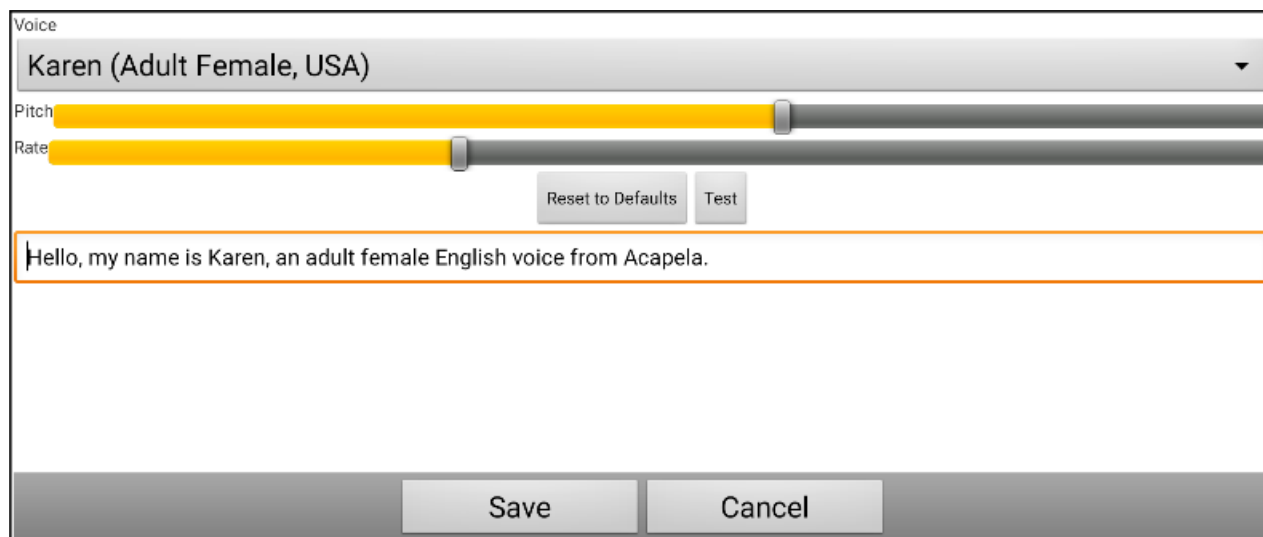 Voice
Karen (Adult Female, USA)
Pitch
Rate
Reset to Defaults Test
Hello, my name is Karen, an adult female English voice from Acapela.
Save Cancel